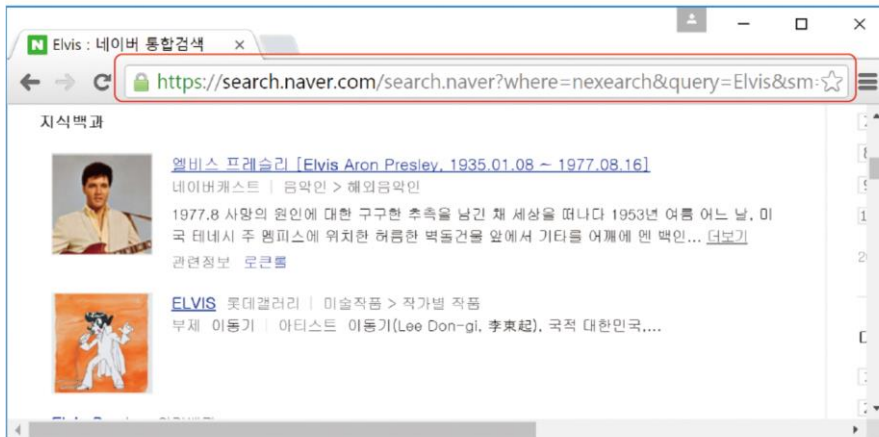 Elvis : 네이버 통합검색
https://search.naver.com/search.naver?where=nexearch&query=Elvis&sm=
지식백과
엘비스 프레슬리 [Elvis Aron Presley, 1935.01.08 ~ 1977.08.16]
네이버캐스트 | 음악인 > 해외음악인
1977.8 사망의 원인에 대한 구구한 추측을 남긴 채 세상을 떠나다 1953년 여름 어느 날, 미
국 테네시 주 멤피스에 위치한 허름한 벽돌건물 앞에서 기타를 어깨에 멘 백인... 더보기
관련정보 로큰롤
ELVIS 롯데갤러리 | 미술작품 > 작가별 작품
부제 이동기 | 아티스트 이동기(Lee Don-gi, 李東起), 국적 대한민국,...